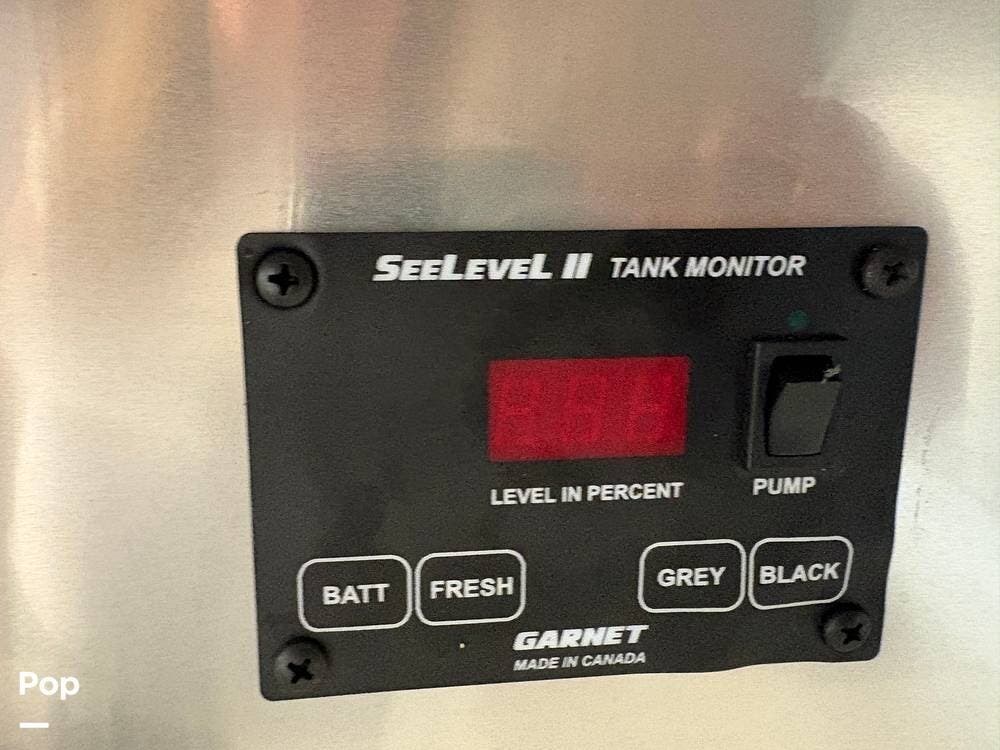 SEELEVEL II TANK MONITOR
LEVEL IN PERCENT
PUMP
BATT
FRESH
GREY
BLACK
GARNET
MADE IN CANADA
Pop